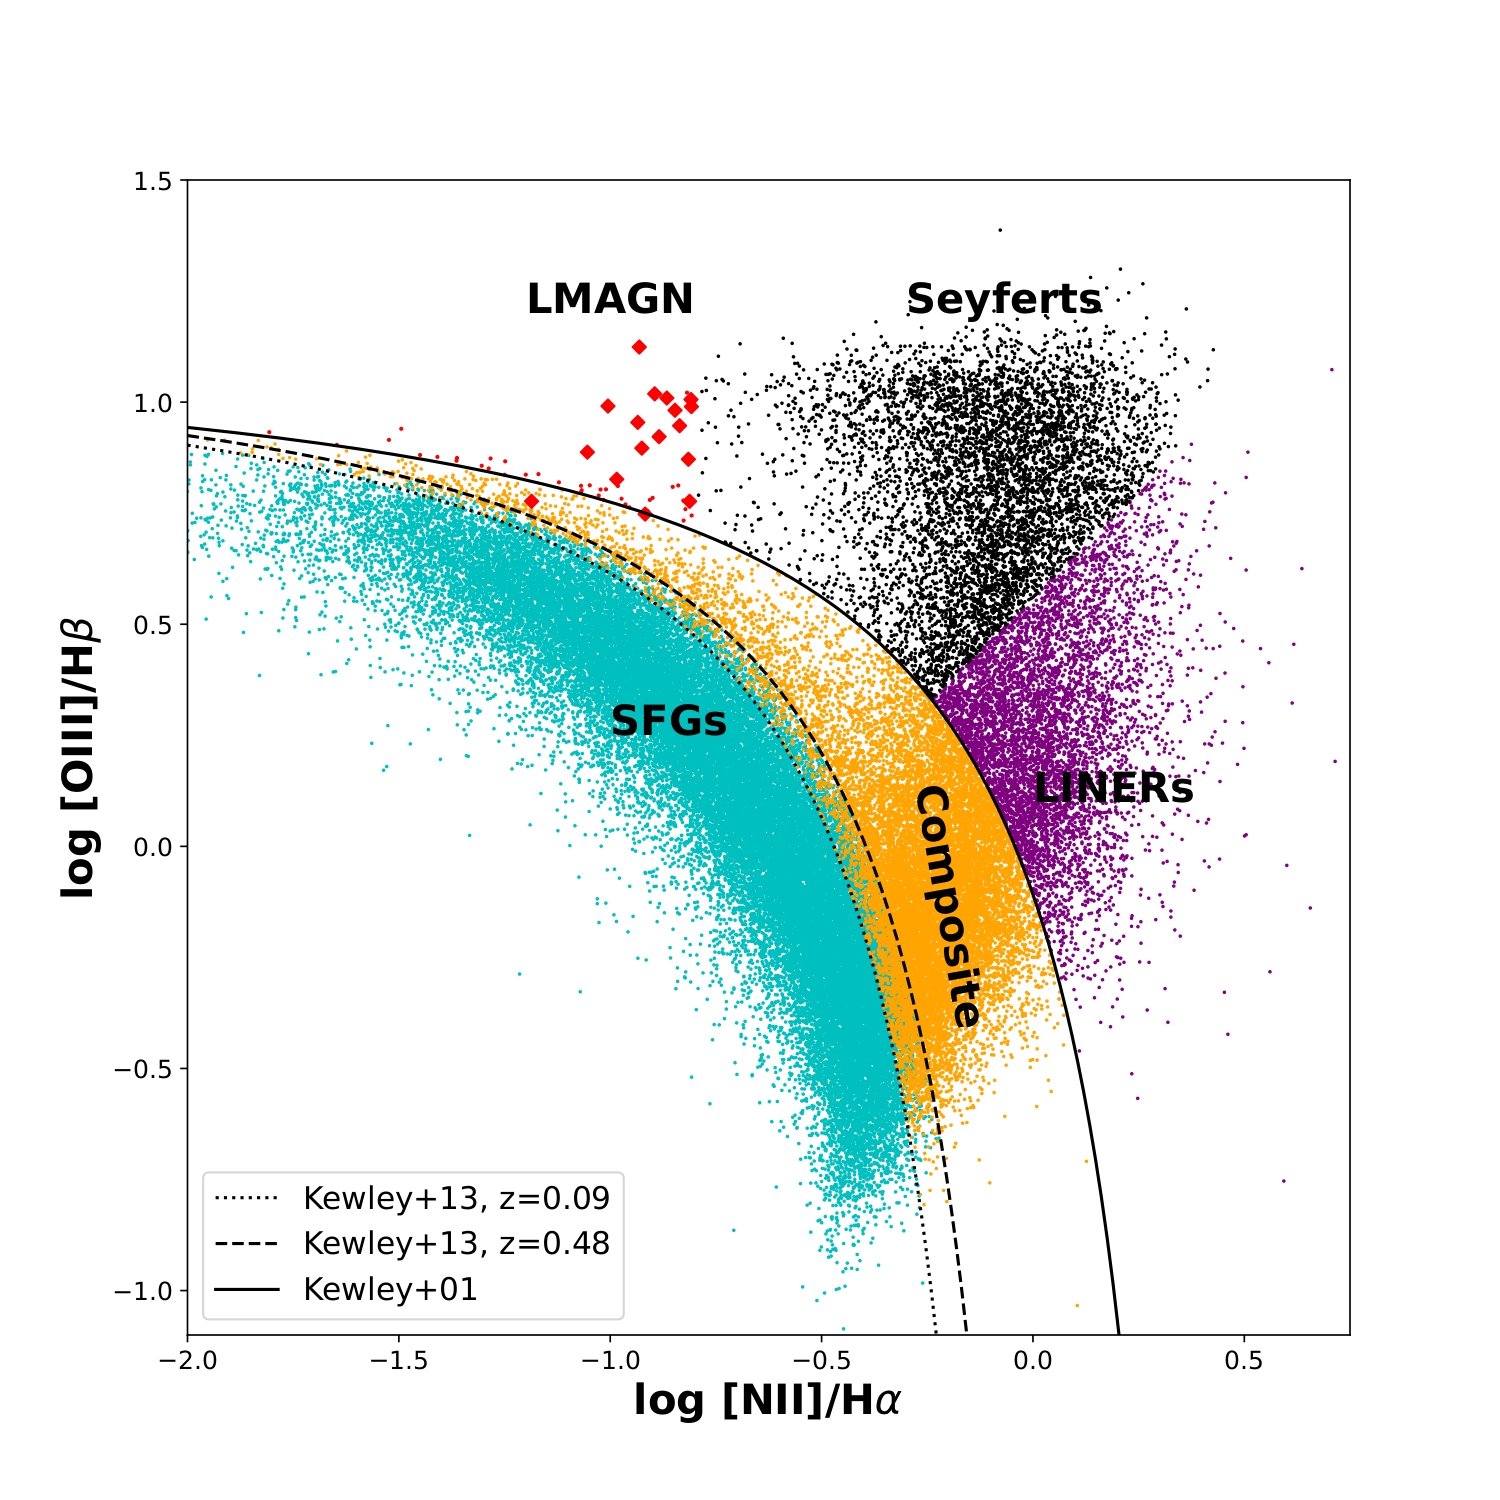 1.5
1.0
0.5
0.0
−0.5
−1.0
log [OIII]/Hβ
LMAGN
Seyferts
SFGs
LINERs
Composite
Kewley+13, z=0.09
Kewley+13, z=0.48
Kewley+01
−2.0 −1.5 −1.0 −0.5 0.0 0.5
log [NII]/Hα